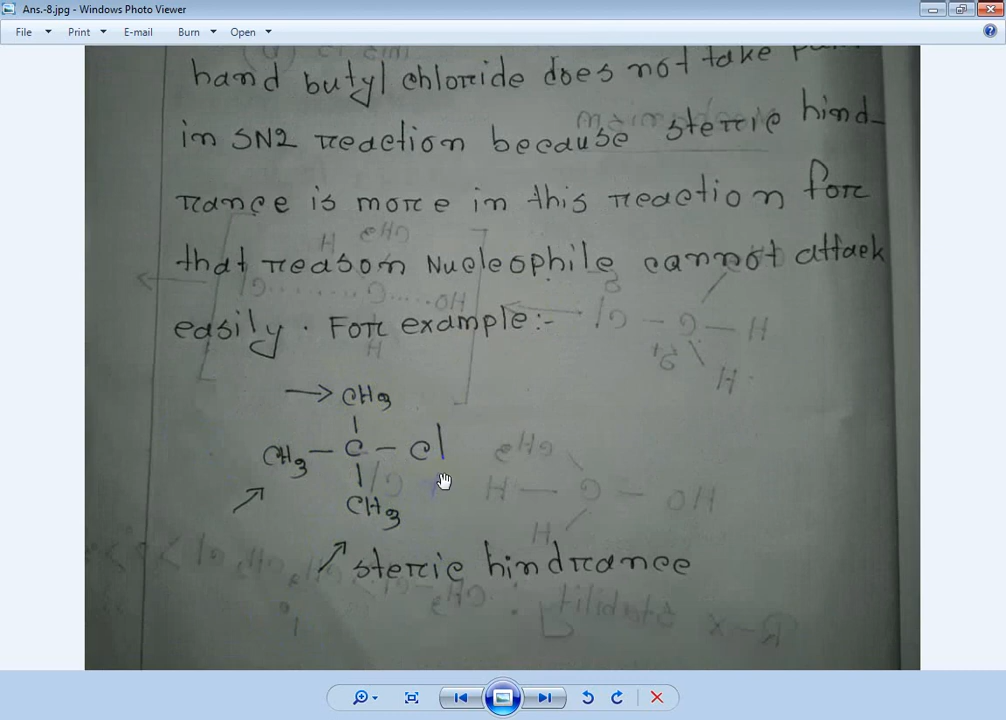 Ans.-8.jpg - Windows Photo Viewer
File Print E-mail Burn Open
hand butyl chloride does not take
in SN2 reaction because steric hind-
rance is more in this reaction for
that reason Nucleophile cannot attack
easily. For example:-
→ CH3
CH3 - C - Cl
CH3
steric hindrance